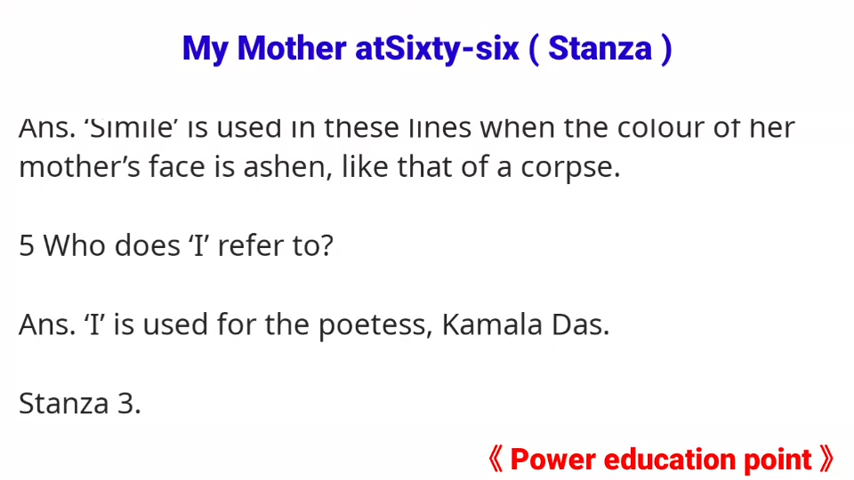 My Mother atSixty-six ( Stanza )
Ans. ‘Simile’ is used in these lines when the colour of her
mother’s face is ashen, like that of a corpse.
5 Who does ‘I’ refer to?
Ans. ‘I’ is used for the poetess, Kamala Das.
Stanza 3.
《 Power education point 》